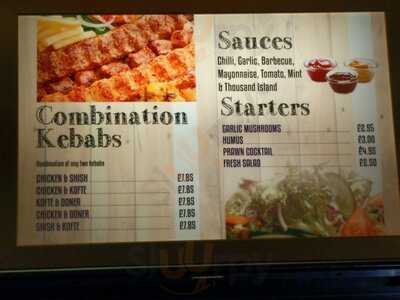 Combination
Kebabs
Combination of any two kebabs
CHICKEN & SHISH £7.85
CHICKEN & KOFTE £7.85
KOFTE & DONER £7.85
CHICKEN & DONER £7.85
SHISH & KOFTE £7.85
Sauces
Chilli, Garlic, Barbecue,
Mayonnaise, Tomato, Mint
& Thousand Island
Starters
GARLIC MUSHROOMS £2.95
HUMUS £3.00
PRAWN COCKTAIL £4.95
FRESH SALAD £2.50
sluurpy